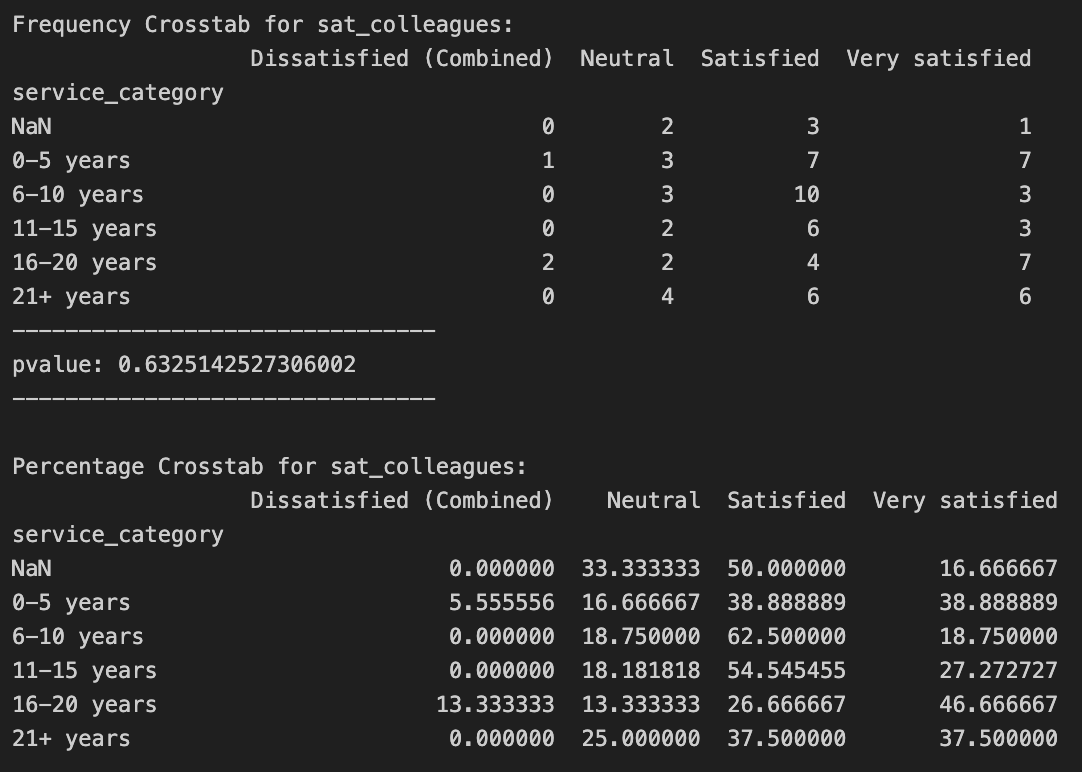 Frequency Crosstab for sat_colleagues:
                  Dissatisfied (Combined)  Neutral  Satisfied  Very satisfied
service_category
NaN                                     0        2          3               1
0–5 years                               1        3          7               7
6–10 years                              0        3         10               3
11–15 years                             0        2          6               3
16–20 years                             2        2          4               7
21+ years                               0        4          6               6
--------------------------------
pvalue: 0.6325142527306002
--------------------------------
Percentage Crosstab for sat_colleagues:
                  Dissatisfied (Combined)    Neutral  Satisfied  Very satisfied
service_category
NaN                              0.000000  33.333333  50.000000       16.666667
0–5 years                        5.555556  16.666667  38.888889       38.888889
6–10 years                       0.000000  18.750000  62.500000       18.750000
11–15 years                      0.000000  18.181818  54.545455       27.272727
16–20 years                     13.333333  13.333333  26.666667       46.666667
21+ years                        0.000000  25.000000  37.500000       37.500000